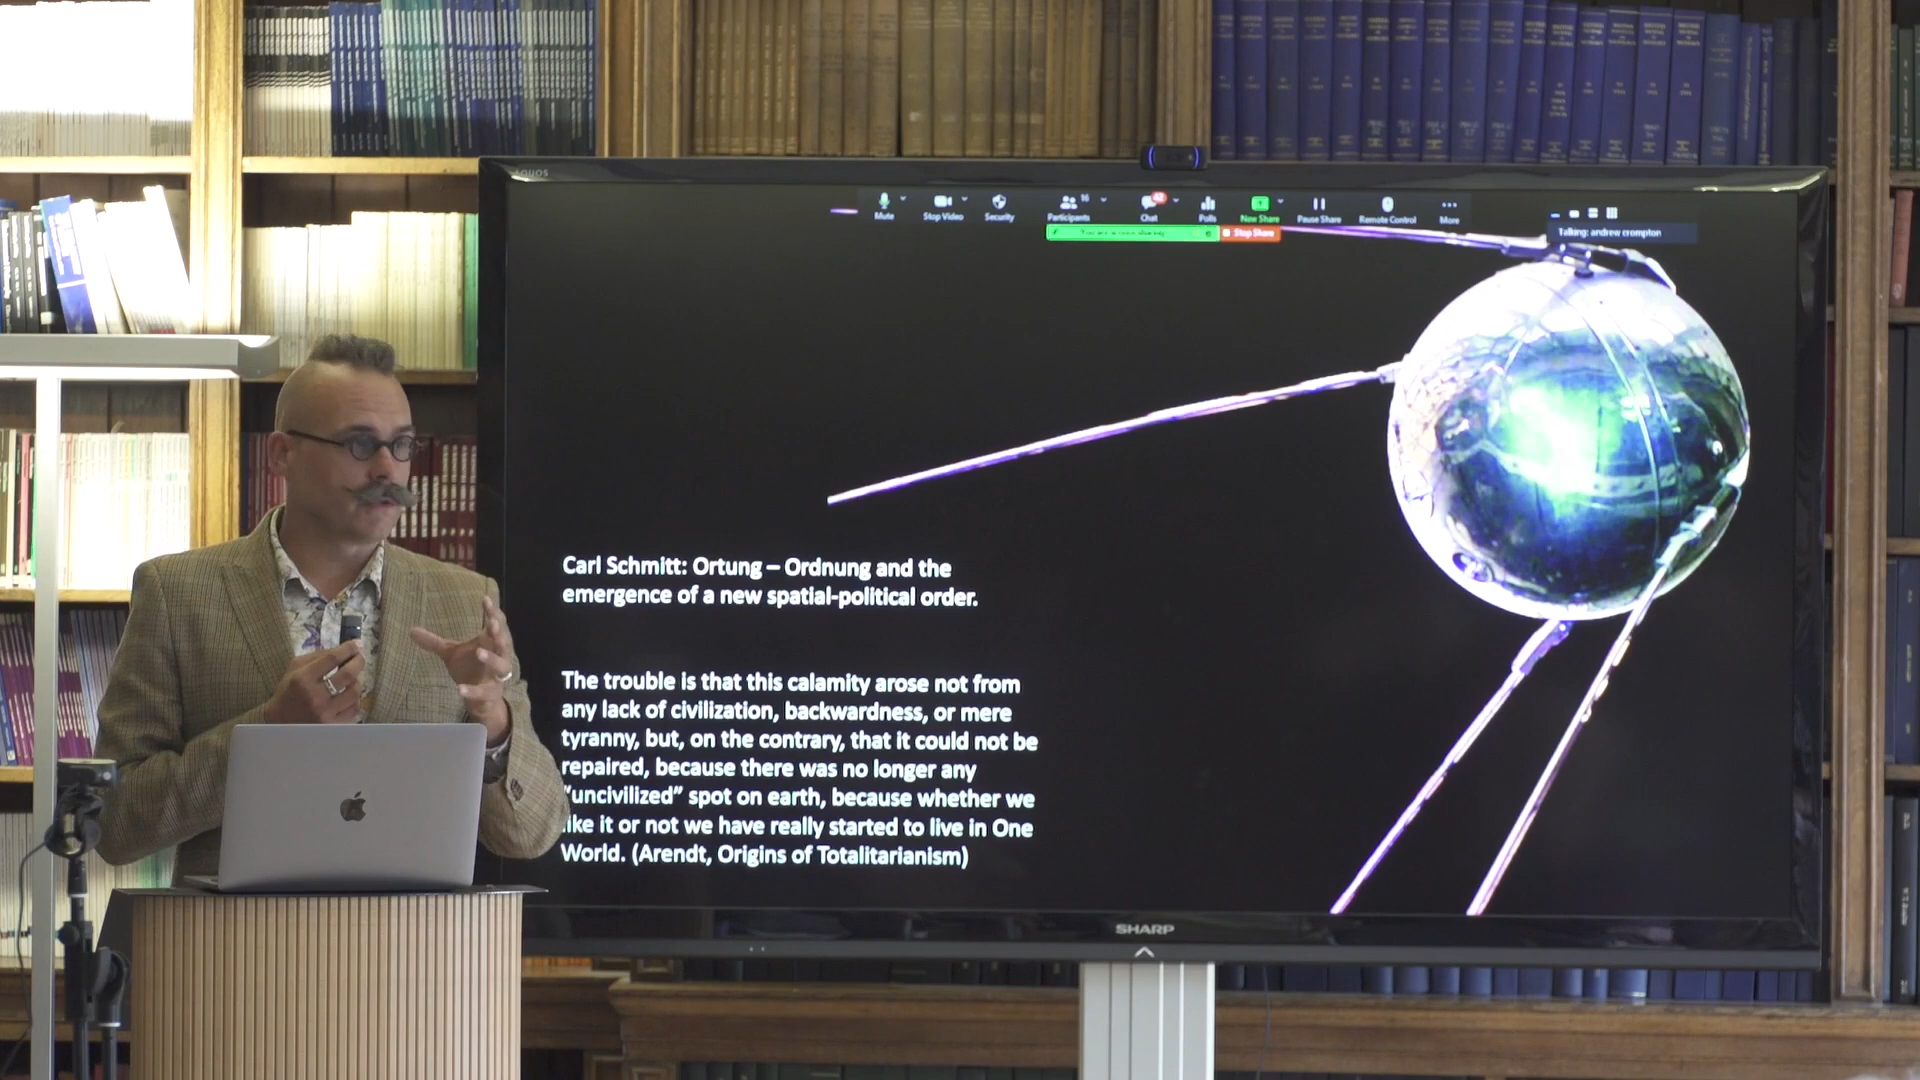 AQUOS
Mute
Stop Video
Security
16
Participants
42
Chat
Polls
New Share
Pause Share
Remote Control
More
Stop Share
Talking: andrew crompton
Carl Schmitt: Ortung – Ordnung and the
emergence of a new spatial-political order.
The trouble is that this calamity arose not from
any lack of civilization, backwardness, or mere
tyranny, but, on the contrary, that it could not be
repaired, because there was no longer any
“uncivilized” spot on earth, because whether we
like it or not we have really started to live in One
World. (Arendt, Origins of Totalitarianism)
SHARP